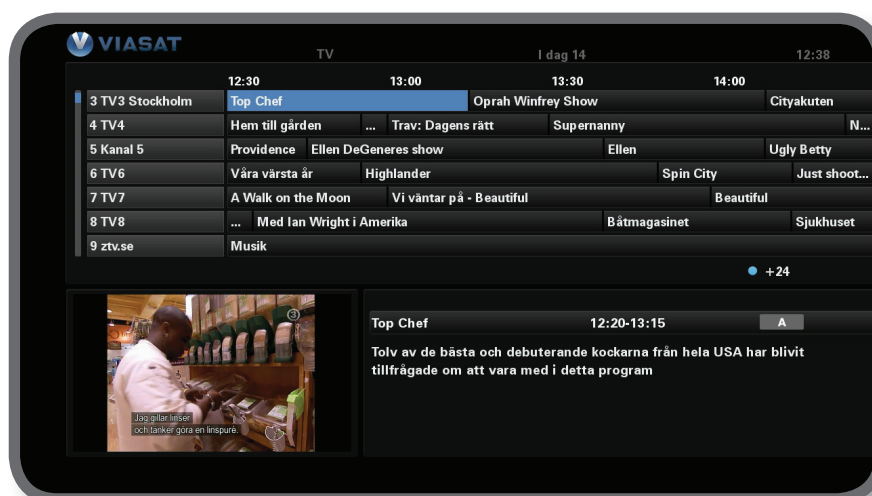 VIASAT
TV I dag 14 12:38
12:30 13:00 13:30 14:00
3 TV3 Stockholm Top Chef Oprah Winfrey Show Cityakuten
4 TV4 Hem till gården ... Trav: Dagens rätt Supernanny N...
5 Kanal 5 Providence Ellen DeGeneres show Ellen Ugly Betty
6 TV6 Våra värsta år Highlander Spin City Just shoot...
7 TV7 A Walk on the Moon Vi väntar på - Beautiful Beautiful
8 TV8 ... Med Ian Wright i Amerika Båtmagasinet Sjukhuset
9 ztv.se Musik
+24
3
Top Chef 12:20-13:15 A
Tolv av de bästa och debuterande kockarna från hela USA har blivit
tillfrågade om att vara med i detta program
Jag gillar linser
och tänker göra en linspuré.